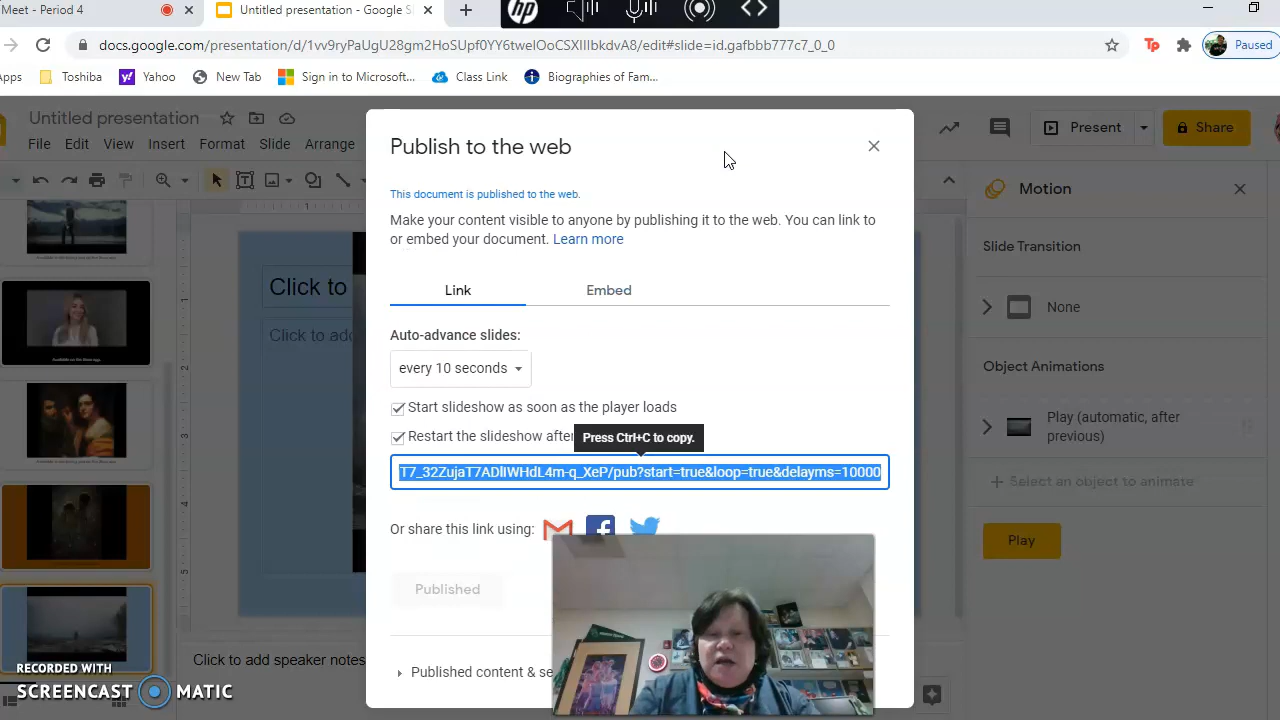 Meet - Period 4
Untitled presentation - Google S
hp
docs.google.com/presentation/d/1vv9ryPaUgU28gm2HoSUpf0YY6tweIOoCSXIIIbkdvA8/edit#slide=id.gafbbb777c7_0_0
Tp
Paused
Apps
Toshiba
Yahoo
New Tab
Sign in to Microsoft...
Class Link
Biographies of Fam...
Untitled presentation
File Edit View Insert Format Slide Arrange
Present
Share
Publish to the web
This document is published to the web.
Make your content visible to anyone by publishing it to the web. You can link to
or embed your document. Learn more
Link
Embed
Auto-advance slides:
every 10 seconds
Start slideshow as soon as the player loads
Restart the slideshow after
Press Ctrl+C to copy.
T7_32ZujaT7ADlIWHdL4m-q_XeP/pub?start=true&loop=true&delayms=10000
Or share this link using:
Published
Published content & se
Click to
Click to add
Click to add speaker notes
Motion
Slide Transition
None
Object Animations
Play (automatic, after
previous)
Select an object to animate
Play
RECORDED WITH
SCREENCAST MATIC